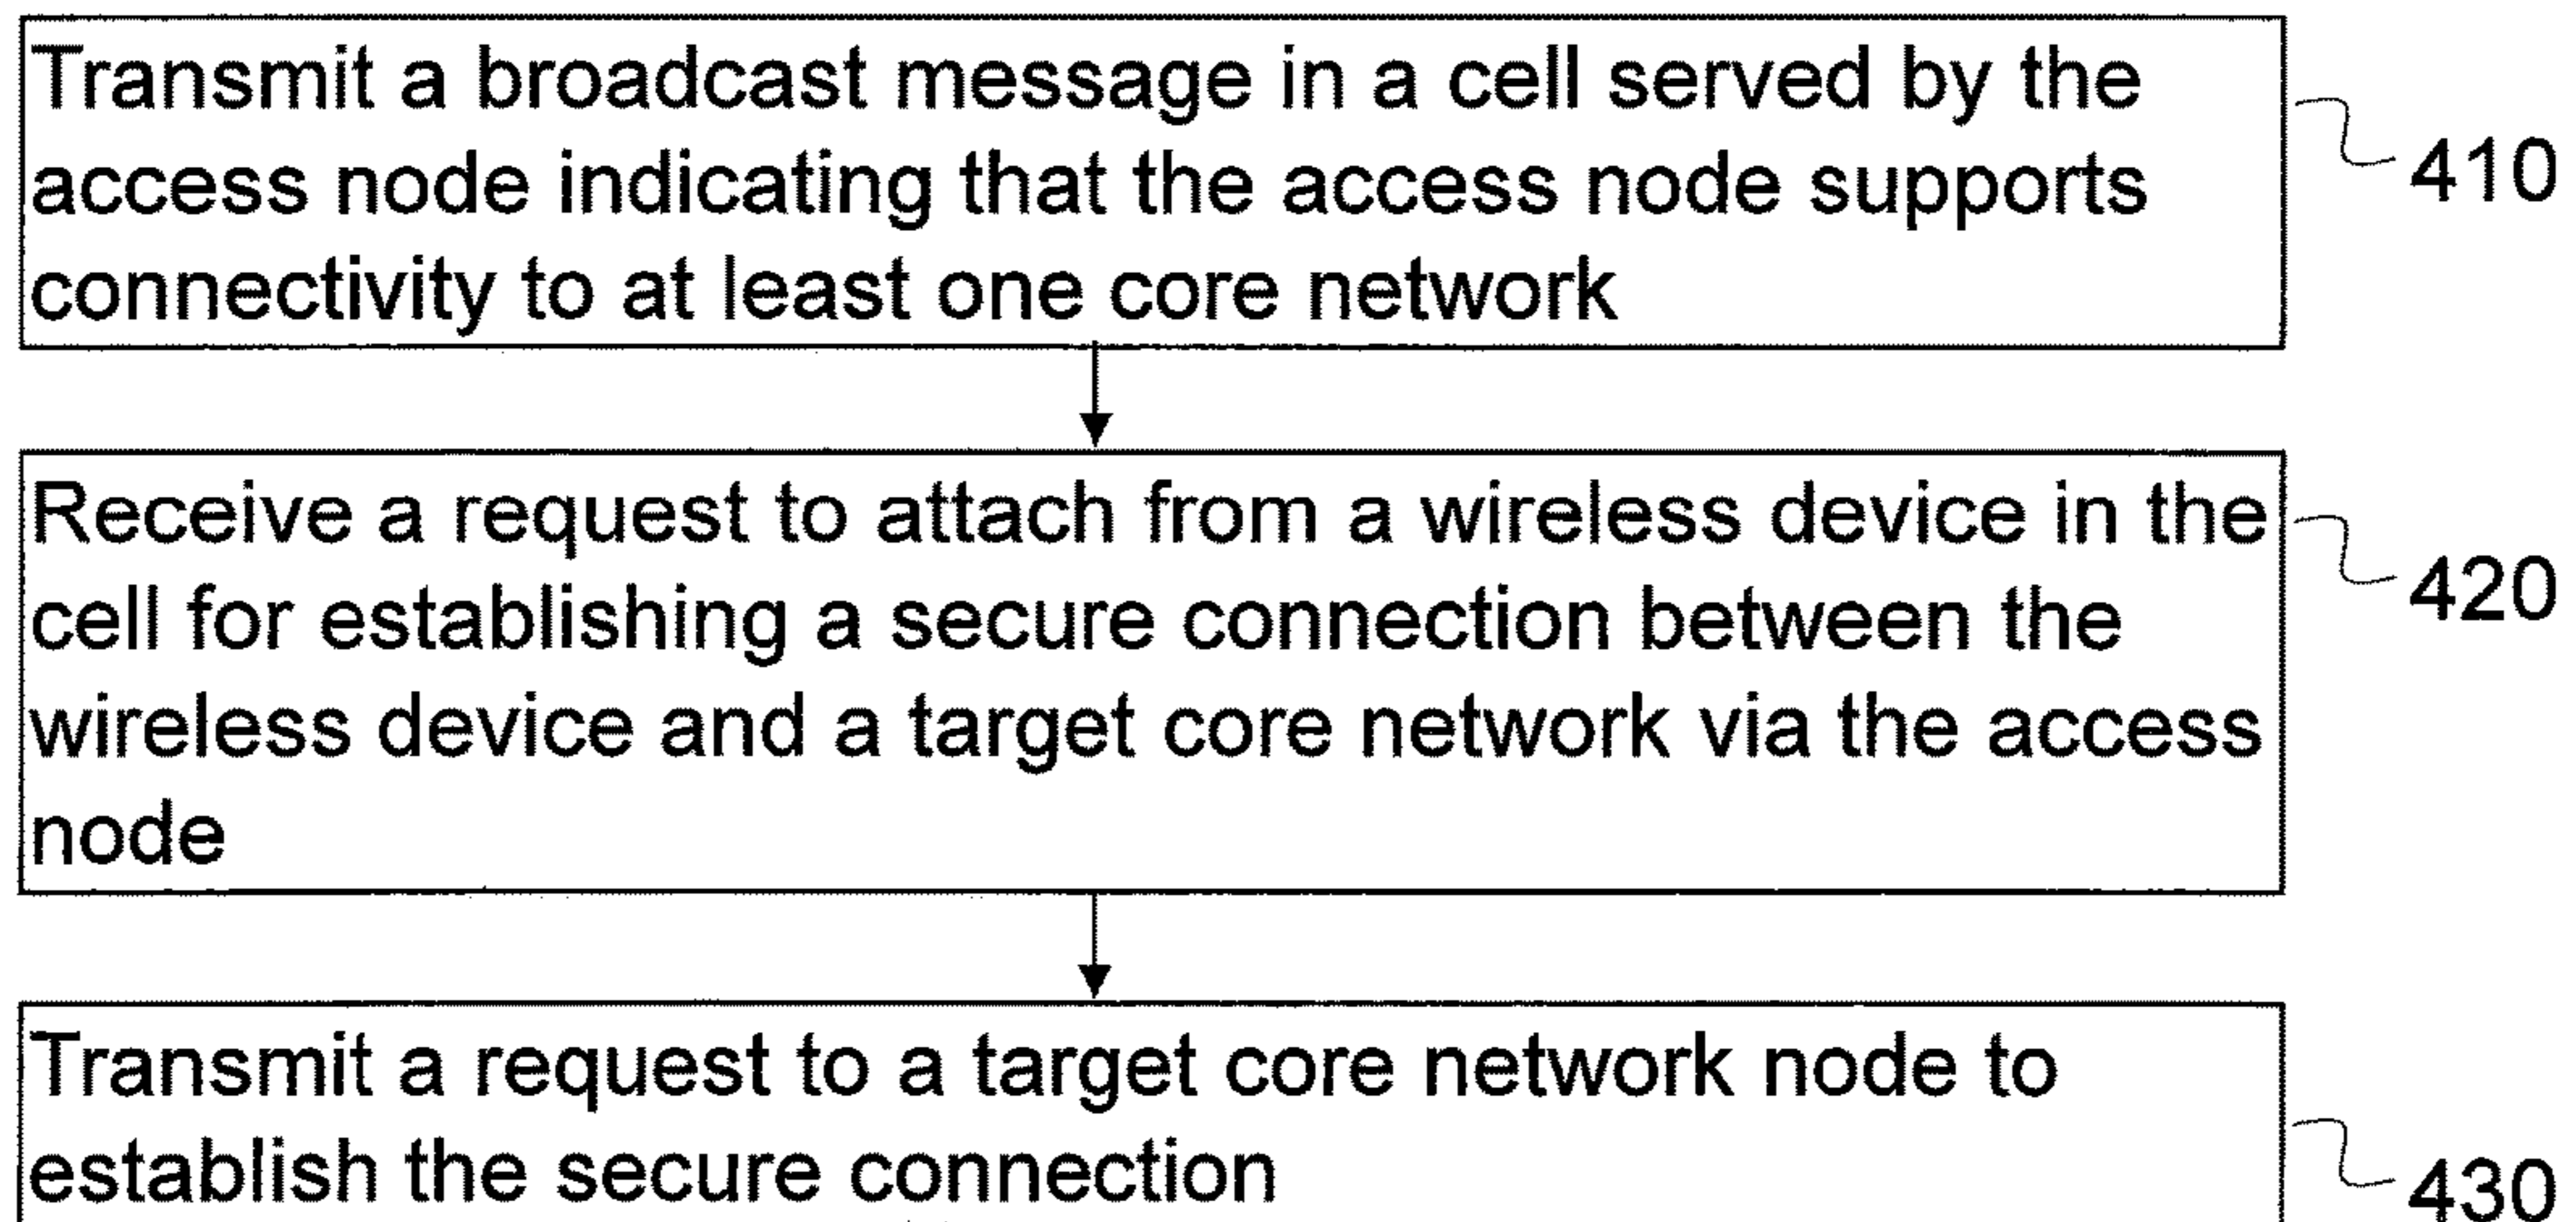 Transmit a broadcast message in a cell served by the
access node indicating that the access node supports
connectivity to at least one core network
410
Receive a request to attach from a wireless device in the
cell for establishing a secure connection between the
wireless device and a target core network via the access
node
420
Transmit a request to a target core network node to
establish the secure connection
430